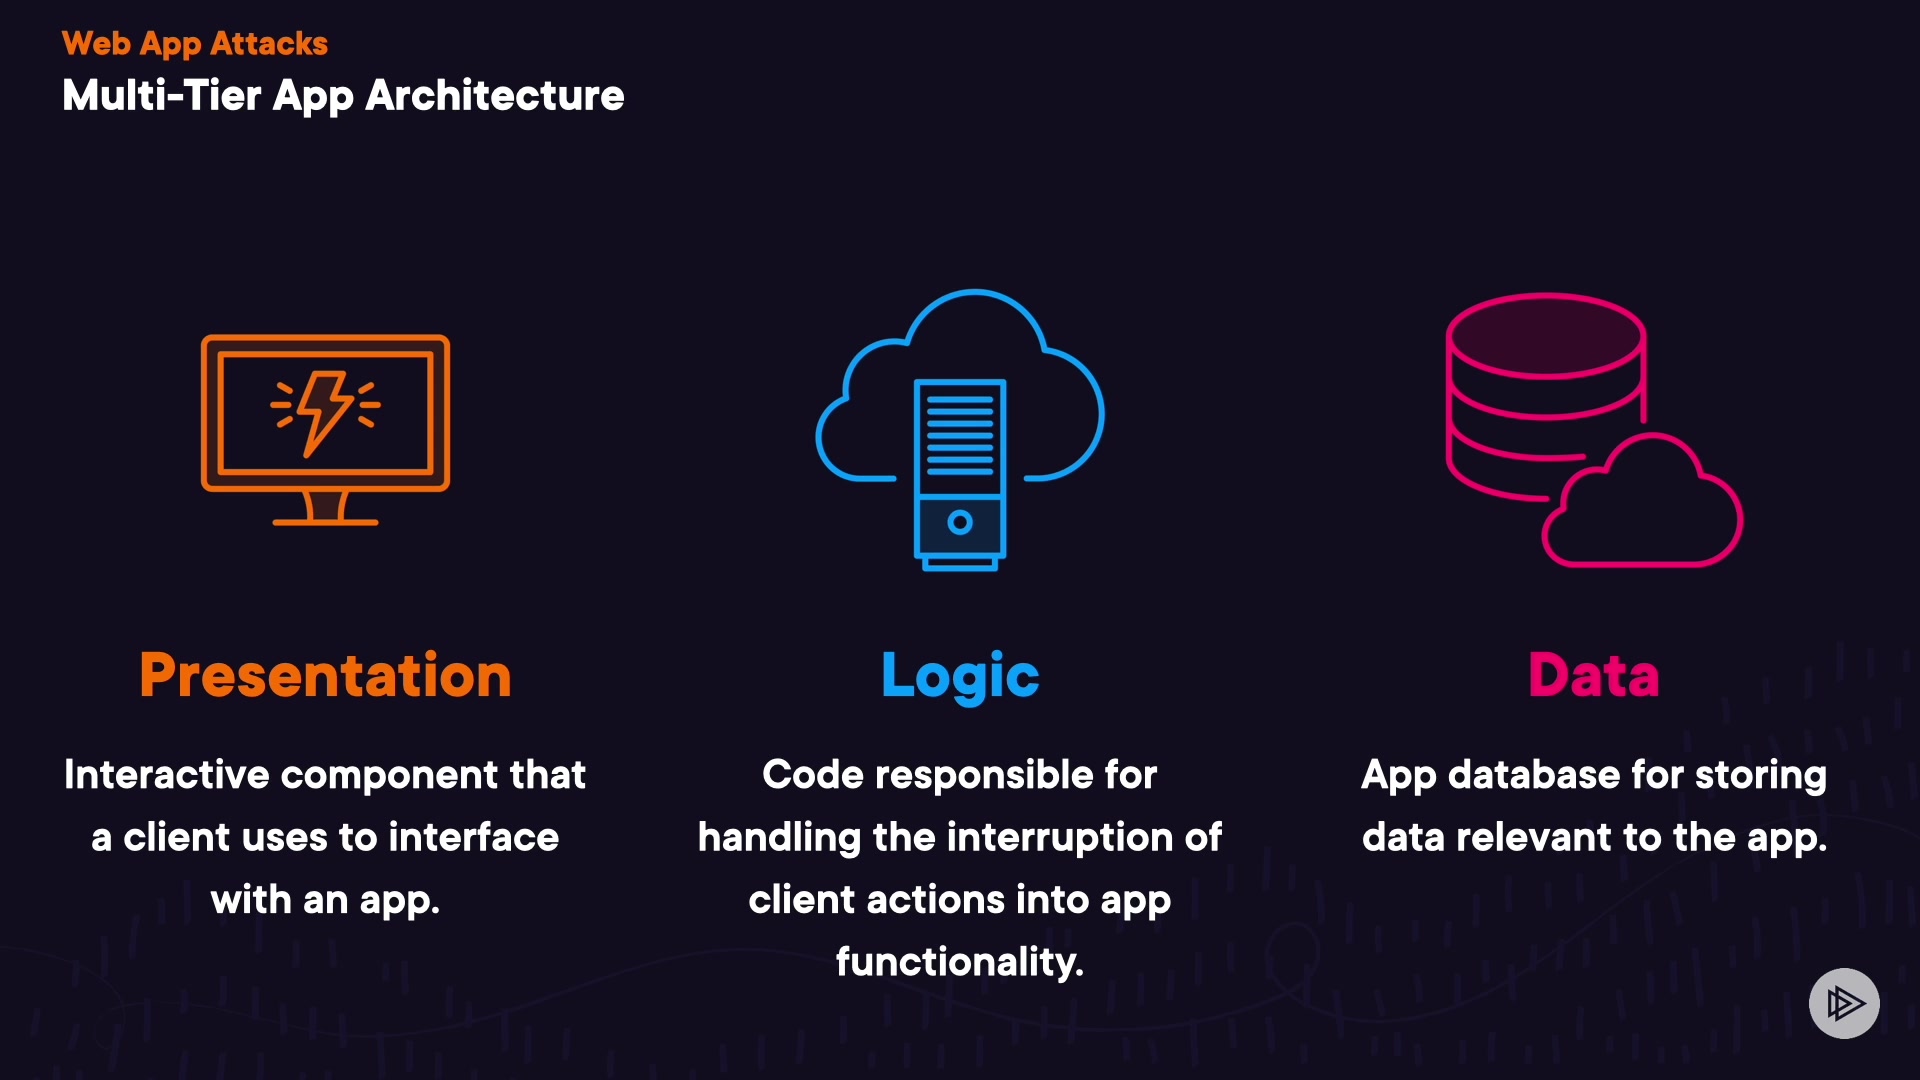 Web App Attacks
Multi-Tier App Architecture
Presentation
Interactive component that
a client uses to interface
with an app.
Logic
Code responsible for
handling the interruption of
client actions into app
functionality.
Data
App database for storing
data relevant to the app.